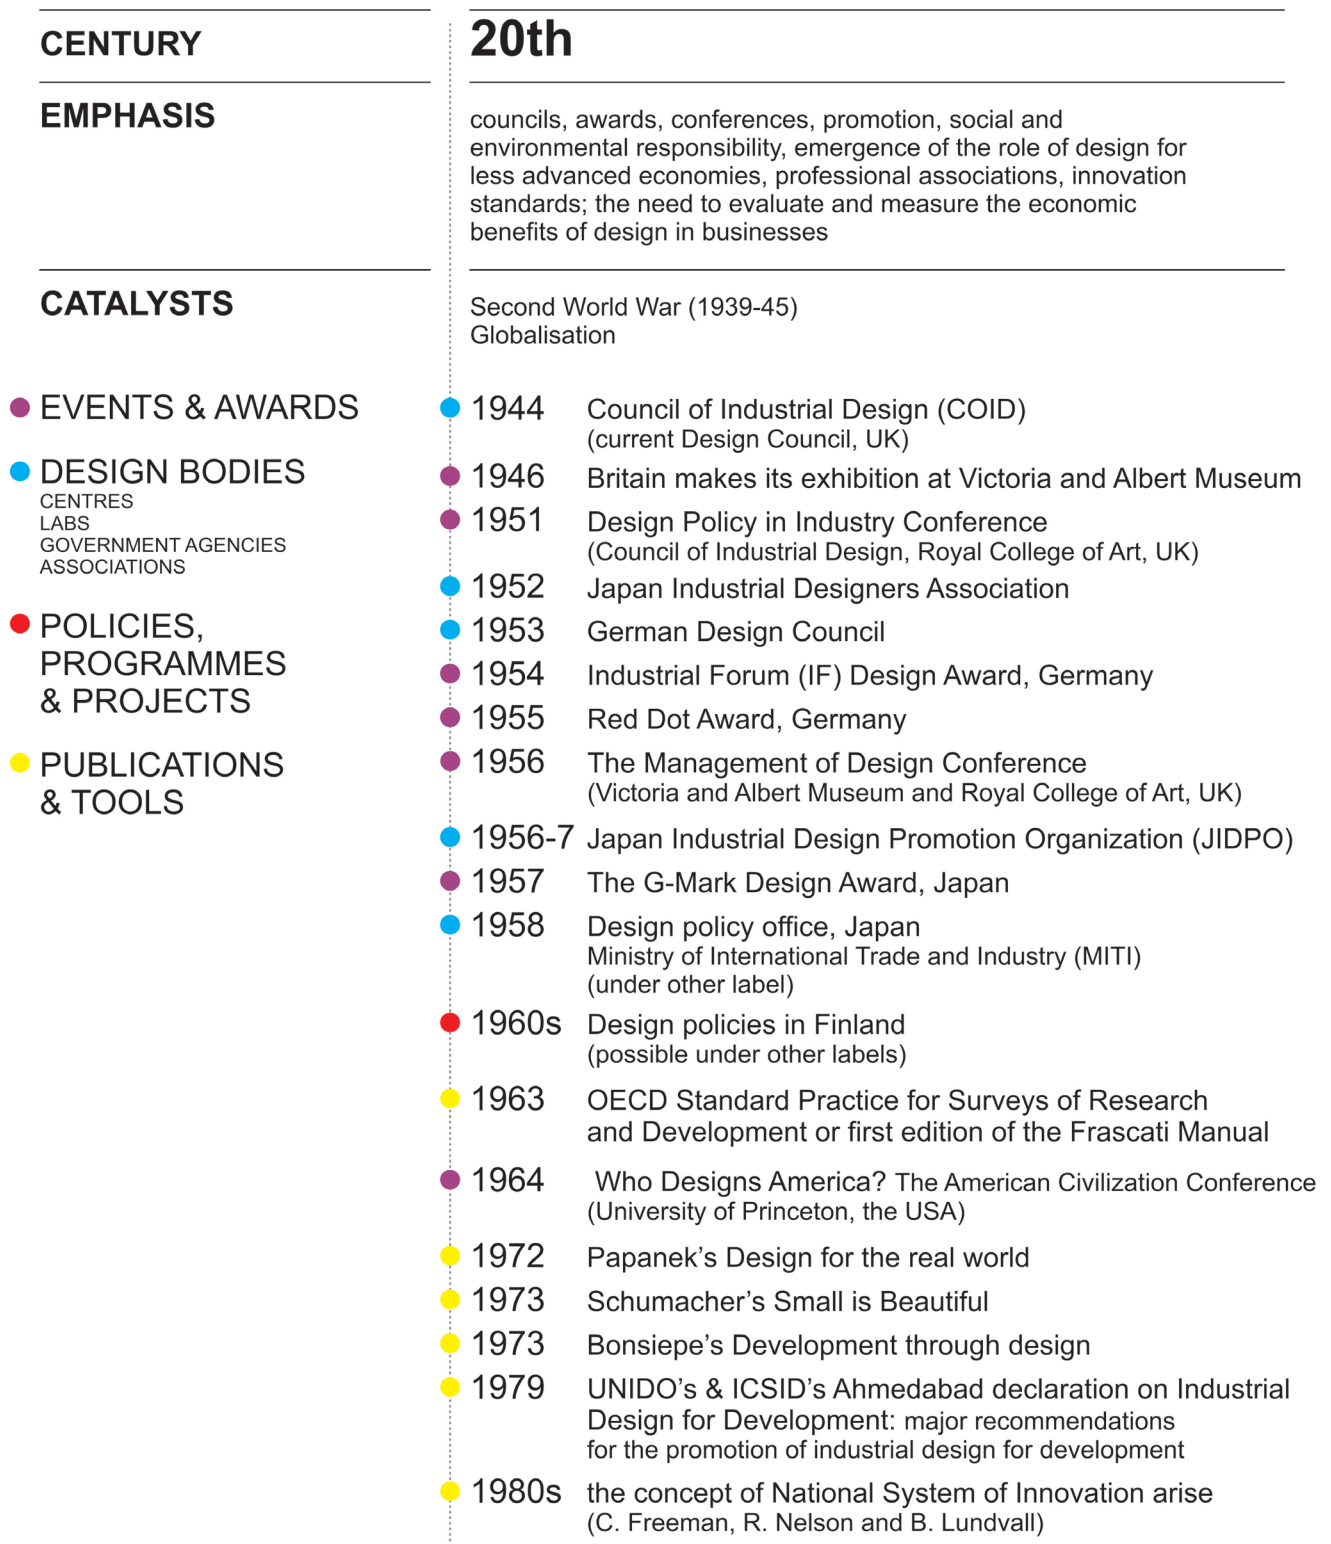 CENTURY
20th
EMPHASIS
councils, awards, conferences, promotion, social and
environmental responsibility, emergence of the role of design for
less advanced economies, professional associations, innovation
standards; the need to evaluate and measure the economic
benefits of design in businesses
CATALYSTS
Second World War (1939-45)
Globalisation
EVENTS & AWARDS
DESIGN BODIES
CENTRES
LABS
GOVERNMENT AGENCIES
ASSOCIATIONS
POLICIES,
PROGRAMMES
& PROJECTS
PUBLICATIONS
& TOOLS
1944 Council of Industrial Design (COID)
(current Design Council, UK)
1946 Britain makes its exhibition at Victoria and Albert Museum
1951 Design Policy in Industry Conference
(Council of Industrial Design, Royal College of Art, UK)
1952 Japan Industrial Designers Association
1953 German Design Council
1954 Industrial Forum (IF) Design Award, Germany
1955 Red Dot Award, Germany
1956 The Management of Design Conference
(Victoria and Albert Museum and Royal College of Art, UK)
1956-7 Japan Industrial Design Promotion Organization (JIDPO)
1957 The G-Mark Design Award, Japan
1958 Design policy office, Japan
Ministry of International Trade and Industry (MITI)
(under other label)
1960s Design policies in Finland
(possible under other labels)
1963 OECD Standard Practice for Surveys of Research
and Development or first edition of the Frascati Manual
1964 Who Designs America? The American Civilization Conference
(University of Princeton, the USA)
1972 Papanek’s Design for the real world
1973 Schumacher’s Small is Beautiful
1973 Bonsiepe’s Development through design
1979 UNIDO’s & ICSID’s Ahmedabad declaration on Industrial
Design for Development: major recommendations
for the promotion of industrial design for development
1980s the concept of National System of Innovation arise
(C. Freeman, R. Nelson and B. Lundvall)